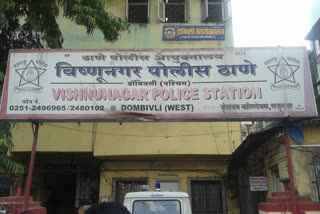 ठाणे पोलीस आयुक्तालय
विष्णुनगर पोलीस ठाणे
डोंबिवली (पश्चिम)
VISHNUNAGAR POLICE STATION
फोन नं.
0251-2496965/2480102
DOMBIVLI (WEST)